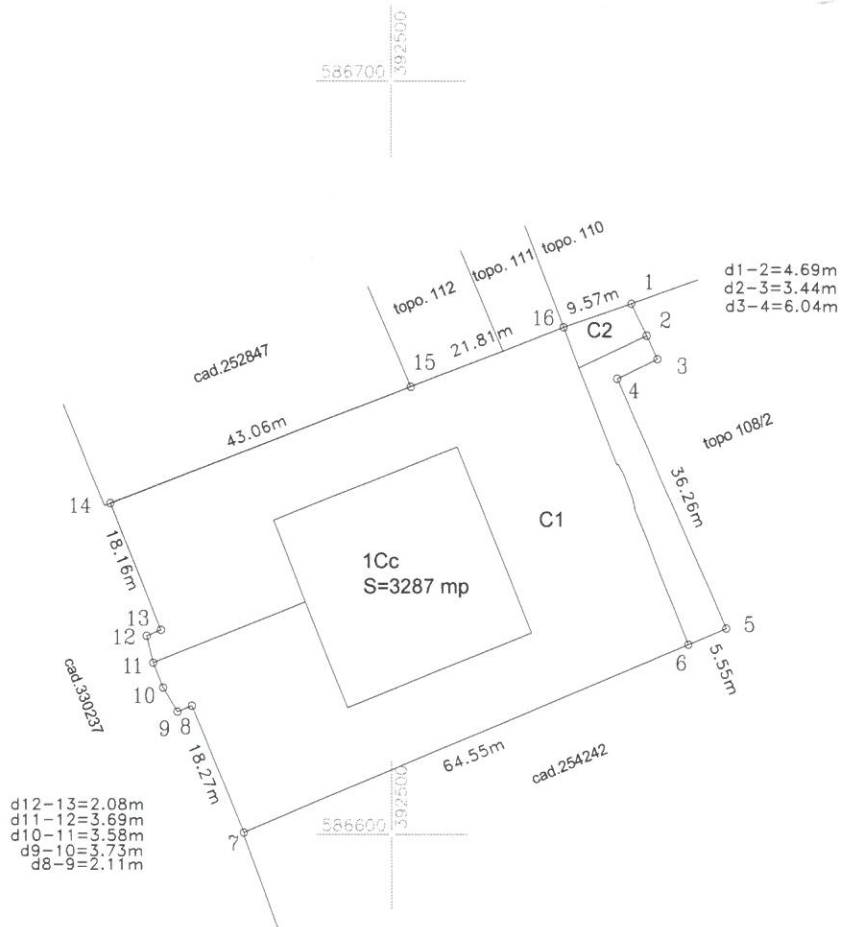 392500
586700
topo. 110
topo. 111
topo. 112
1
d1-2=4.69m
d2-3=3.44m
d3-4=6.04m
9.57m
16
C2
2
21.81m
3
15
4
cad.252847
43.06m
topo 108/2
36.26m
14
18.16m
C1
1Cc
S=3287 mp
13
12
5
6
5.55m
11
10
cad.330237
9
8
18.27m
64.55m
cad.254242
392500
586600
7
d12-13=2.08m
d11-12=3.69m
d10-11=3.58m
d9-10=3.73m
d8-9=2.11m